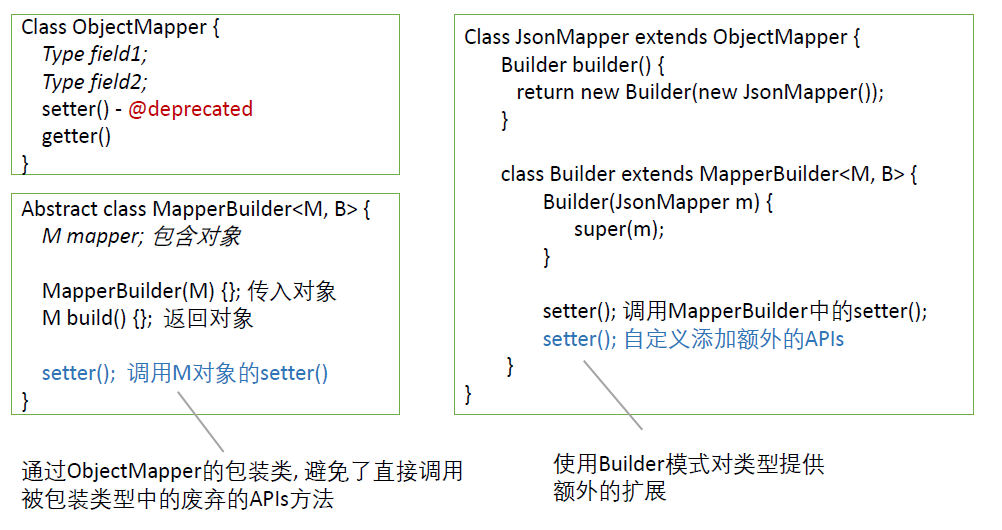 Class ObjectMapper {
Type field1;
Type field2;
setter() - @deprecated
getter()
}
Abstract class MapperBuilder<M, B> {
M mapper; 包含对象
MapperBuilder(M) {}; 传入对象
M build() {}; 返回对象
setter(); 调用M对象的setter()
}
通过ObjectMapper的包装类, 避免了直接调用
被包装类型中的废弃的APIs方法
Class JsonMapper extends ObjectMapper {
Builder builder() {
return new Builder(new JsonMapper());
}
class Builder extends MapperBuilder<M, B> {
Builder(JsonMapper m) {
super(m);
}
setter(); 调用MapperBuilder中的setter();
setter(); 自定义添加额外的APIs
}
}
使用Builder模式对类型提供
额外的扩展